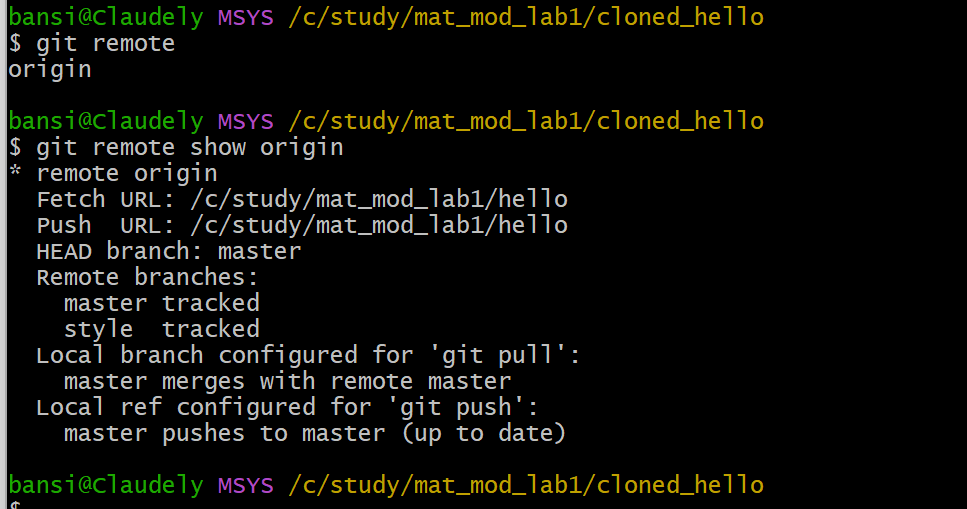 bansi@Claudely MSYS /c/study/mat_mod_lab1/cloned_hello
$ git remote
origin
bansi@Claudely MSYS /c/study/mat_mod_lab1/cloned_hello
$ git remote show origin
* remote origin
  Fetch URL: /c/study/mat_mod_lab1/hello
  Push  URL: /c/study/mat_mod_lab1/hello
  HEAD branch: master
  Remote branches:
    master tracked
    style  tracked
  Local branch configured for 'git pull':
    master merges with remote master
  Local ref configured for 'git push':
    master pushes to master (up to date)
bansi@Claudely MSYS /c/study/mat_mod_lab1/cloned_hello
$